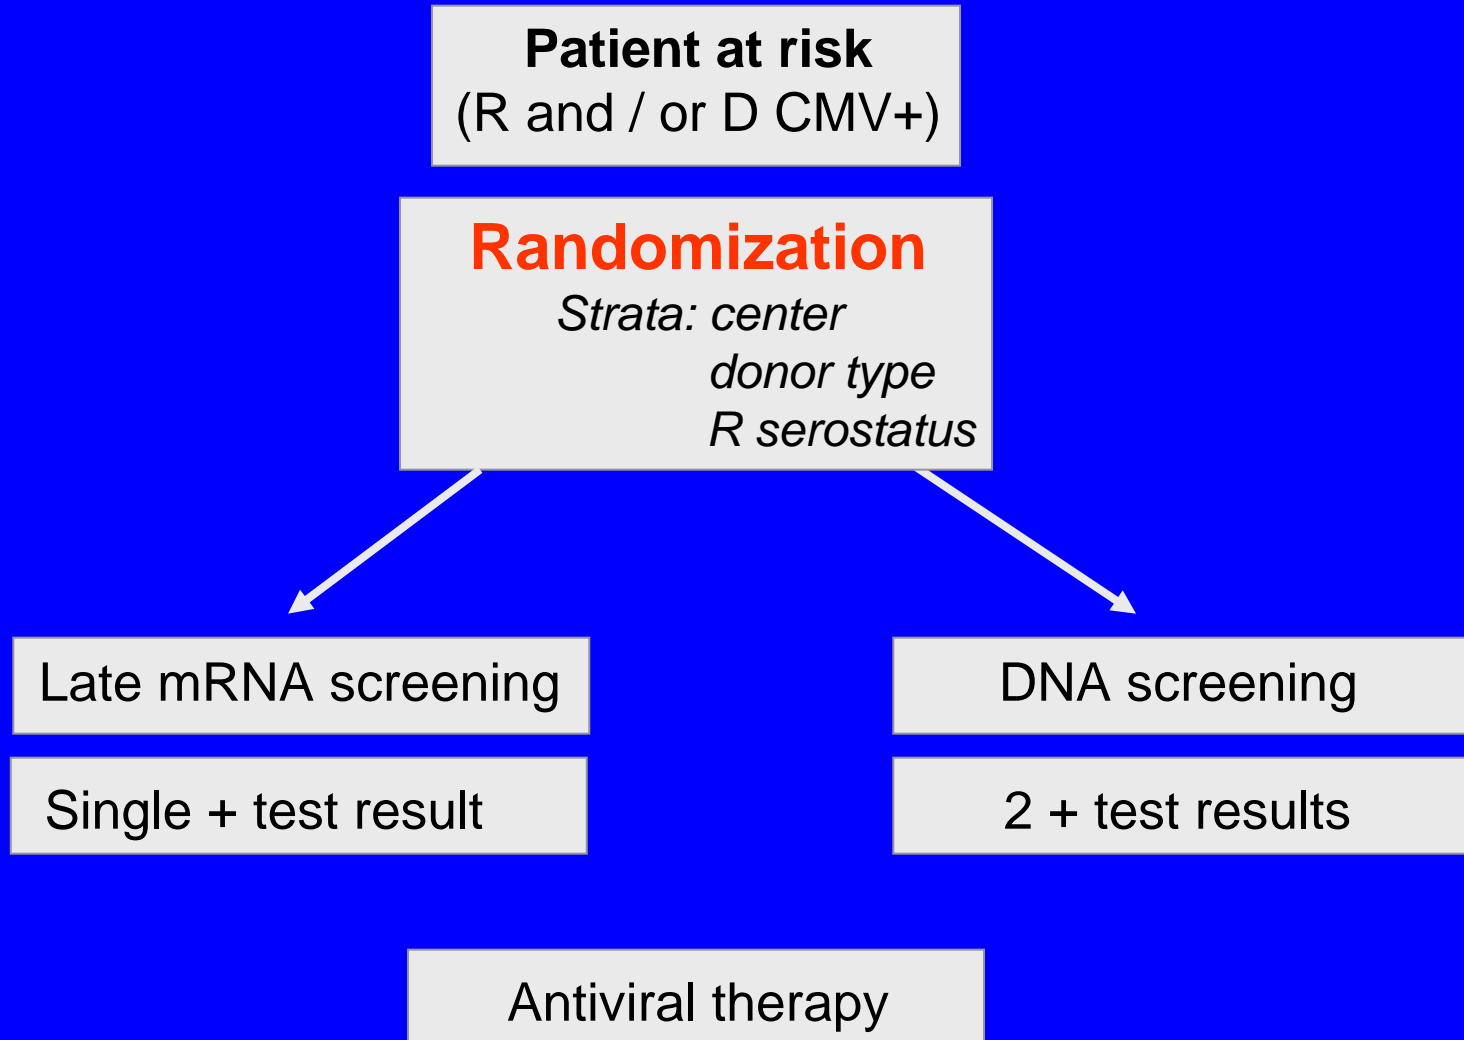 Patient at risk
(R and / or D CMV+)
Randomization
Strata: center
donor type
R serostatus
Late mRNA screening
DNA screening
Single + test result
2 + test results
Antiviral therapy